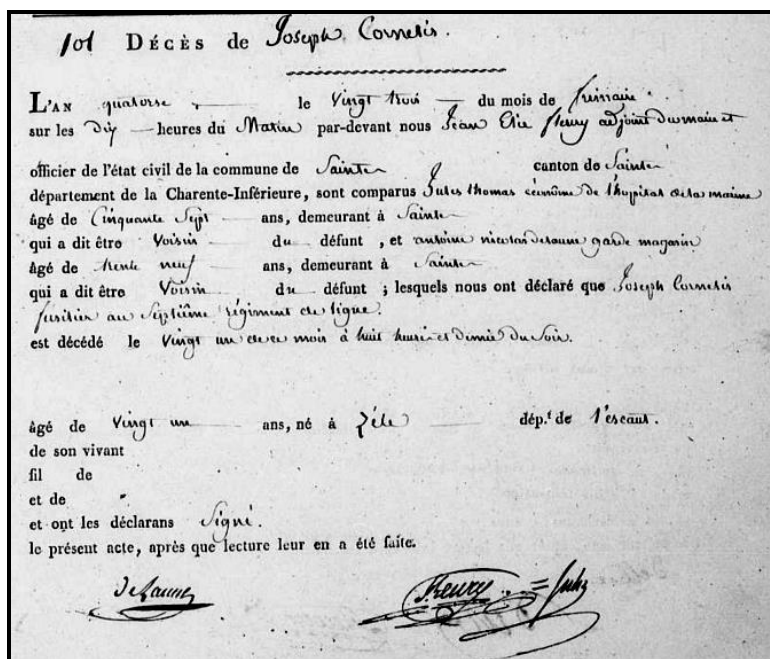 101 DÉCÈS de Joseph Cornelis.
L'AN quatorze le Vingt trois du mois de frimaire.
sur les dix heures du Matin par-devant nous Jean Elie fleury adjoint du maire et
officier de l'état civil de la commune de Sainte canton de Sainte
département de la Charente-Inférieure, sont comparus Jules thomas économe de l'hopital de la marine
âgé de Cinquante Sept ans, demeurant à Sainte
qui a dit être Voisin du défunt, et antoine nicolas delaune garde magasin
âgé de trente neuf ans, demeurant à Sainte
qui a dit être Voisin du défunt; lesquels nous ont déclaré que Joseph Cornelis
fusilier au Septième régiment de ligne.
est décédé le Vingt un de ce mois à huit heures et demie du Soir.
âgé de Vingt un ans, né à Zéle dép.t de l'escaut.
de son vivant
fil de
et de
et ont les déclarans Signé.
le présent acte, après que lecture leur en a été faite.
Delaune fleury Jules